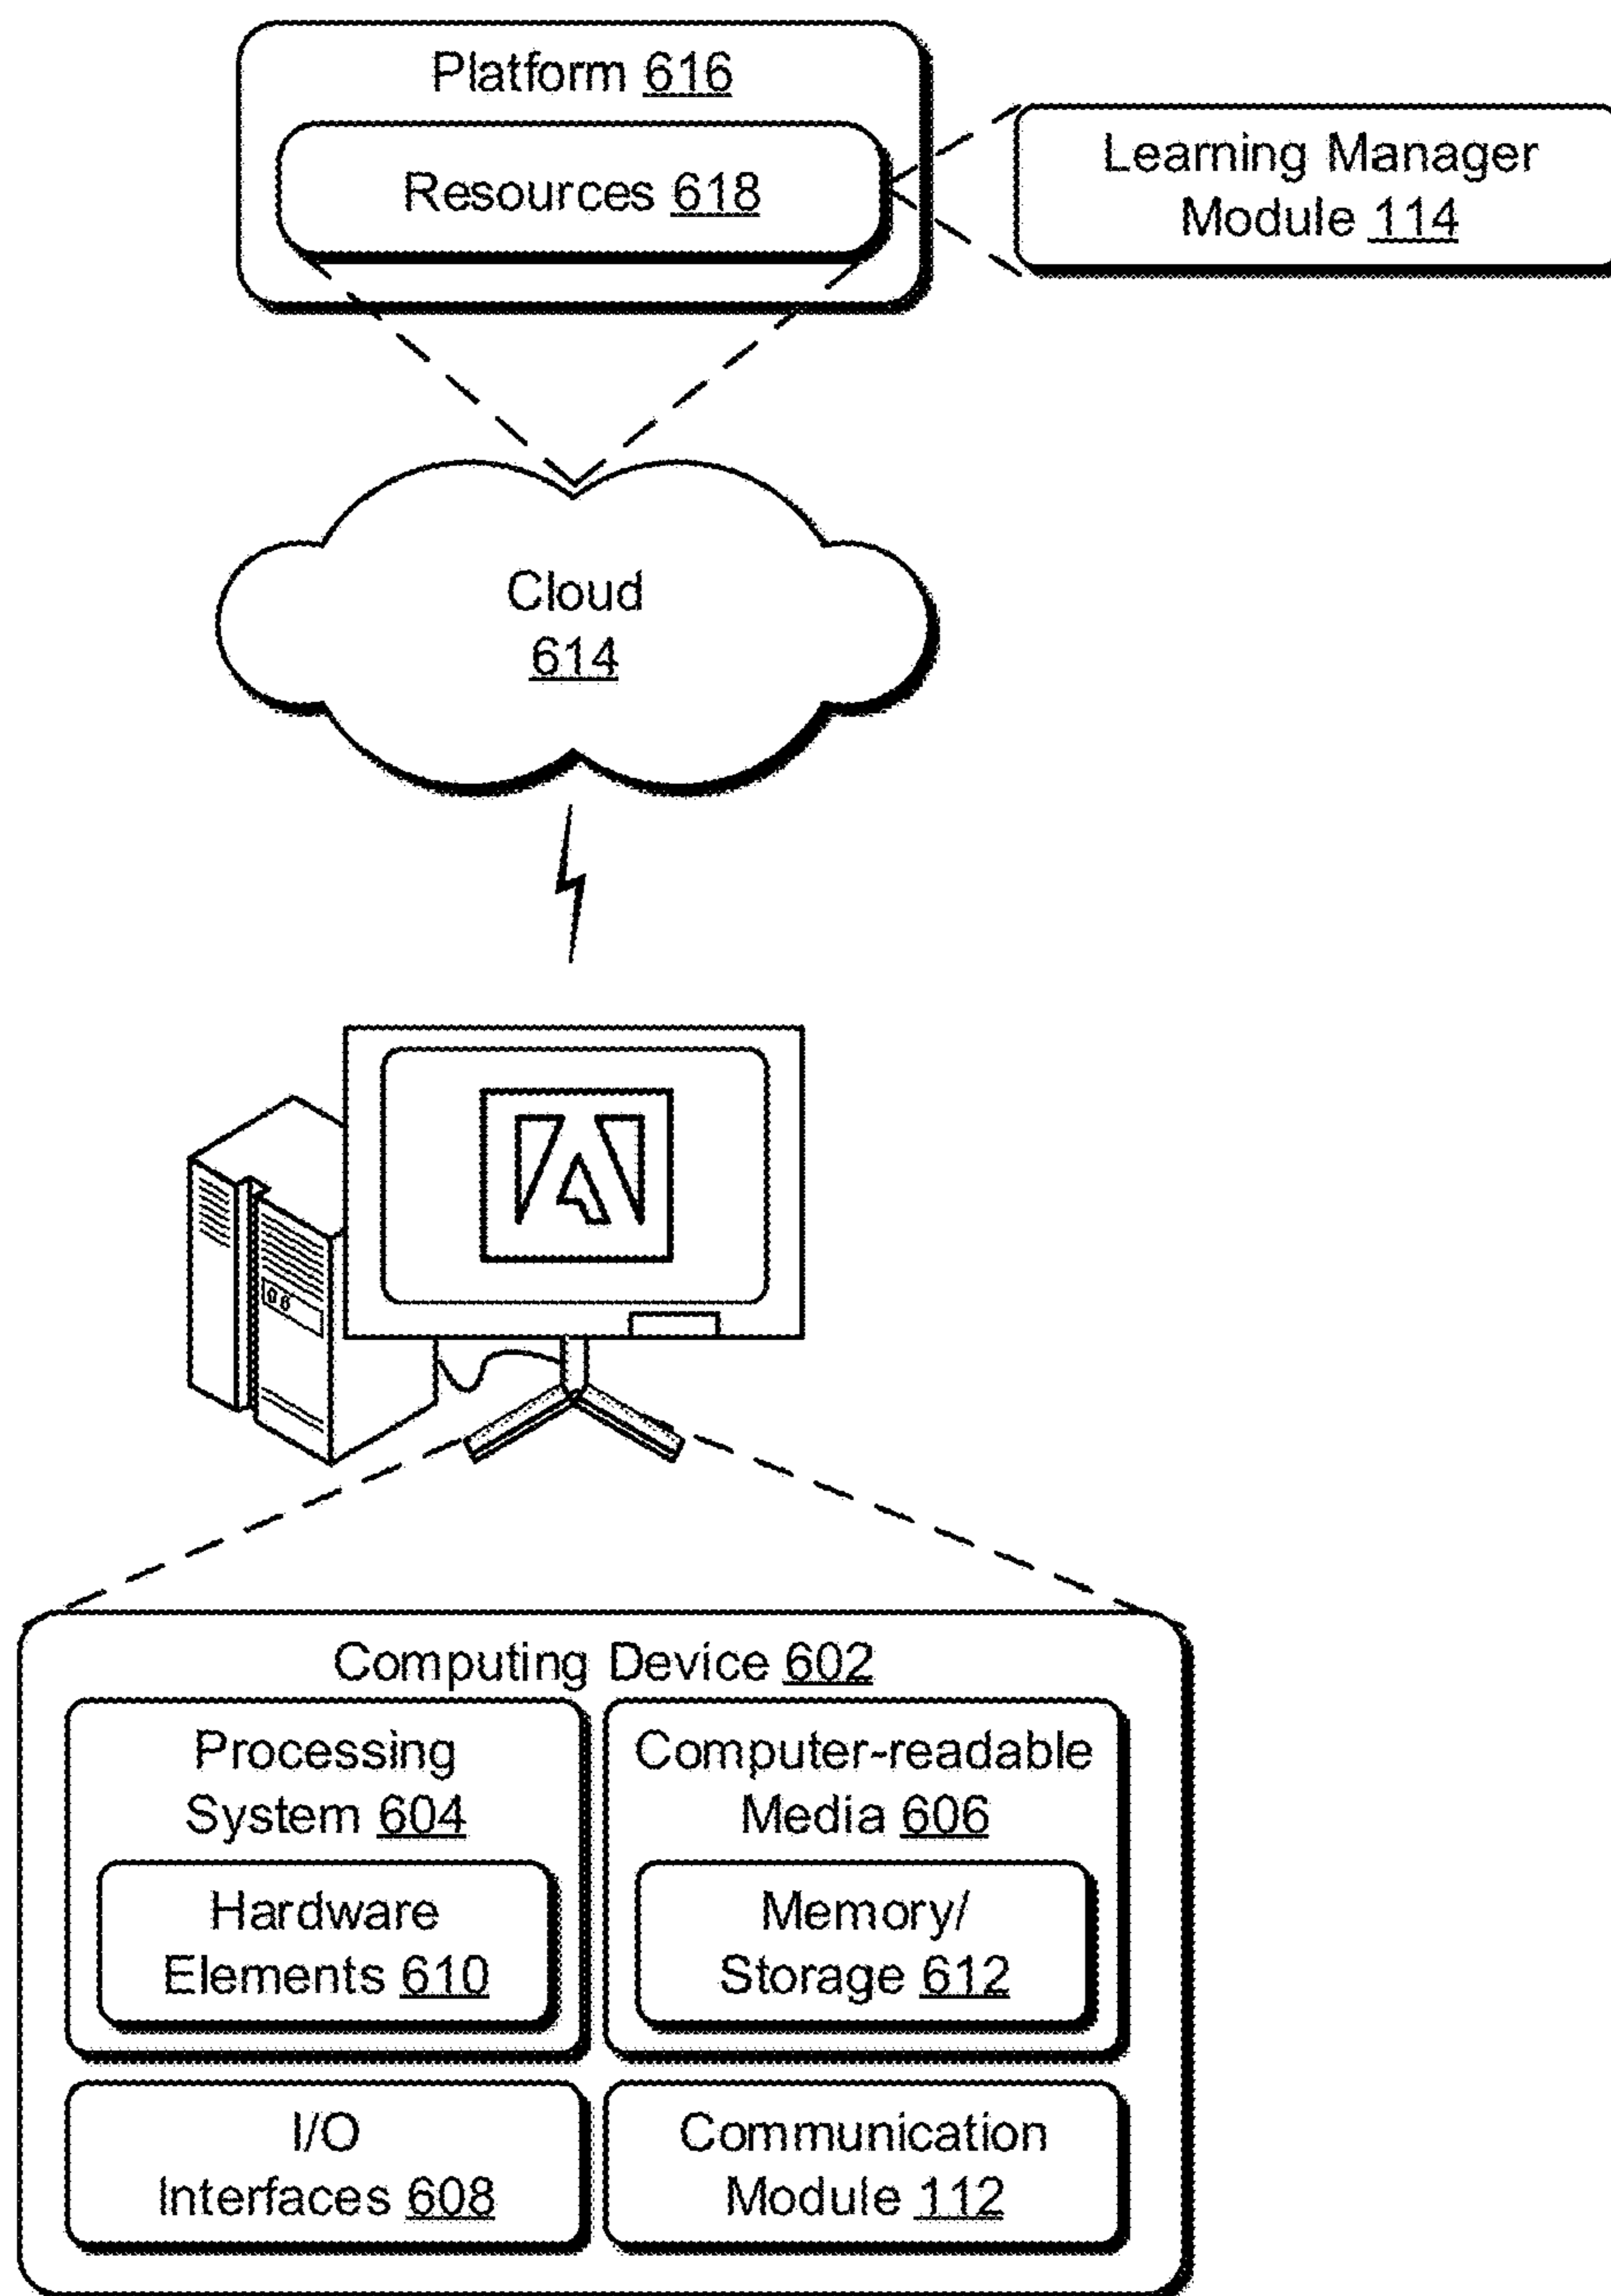 Platform 616
Resources 618
Learning Manager
Module 114
Cloud
614
Computing Device 602
Processing
System 604
Hardware
Elements 610
Computer-readable
Media 606
Memory/
Storage 612
I/O
Interfaces 608
Communication
Module 112